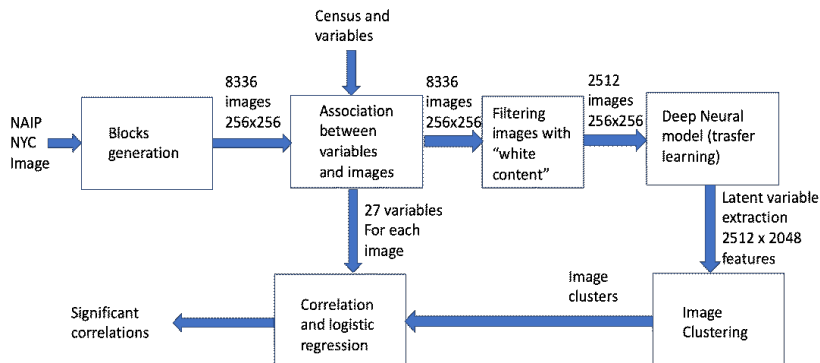 Census and
variables
NAIP
NYC
Image
Blocks
generation
8336
images
256x256
Association
between
variables
and images
8336
images
256x256
Filtering
images with
“white
content”
2512
images
256x256
Deep Neural
model (trasfer
learning)
27 variables
For each
image
Latent variable
extraction
2512 x 2048
features
Image
Clustering
Image
clusters
Correlation
and logistic
regression
Significant
correlations